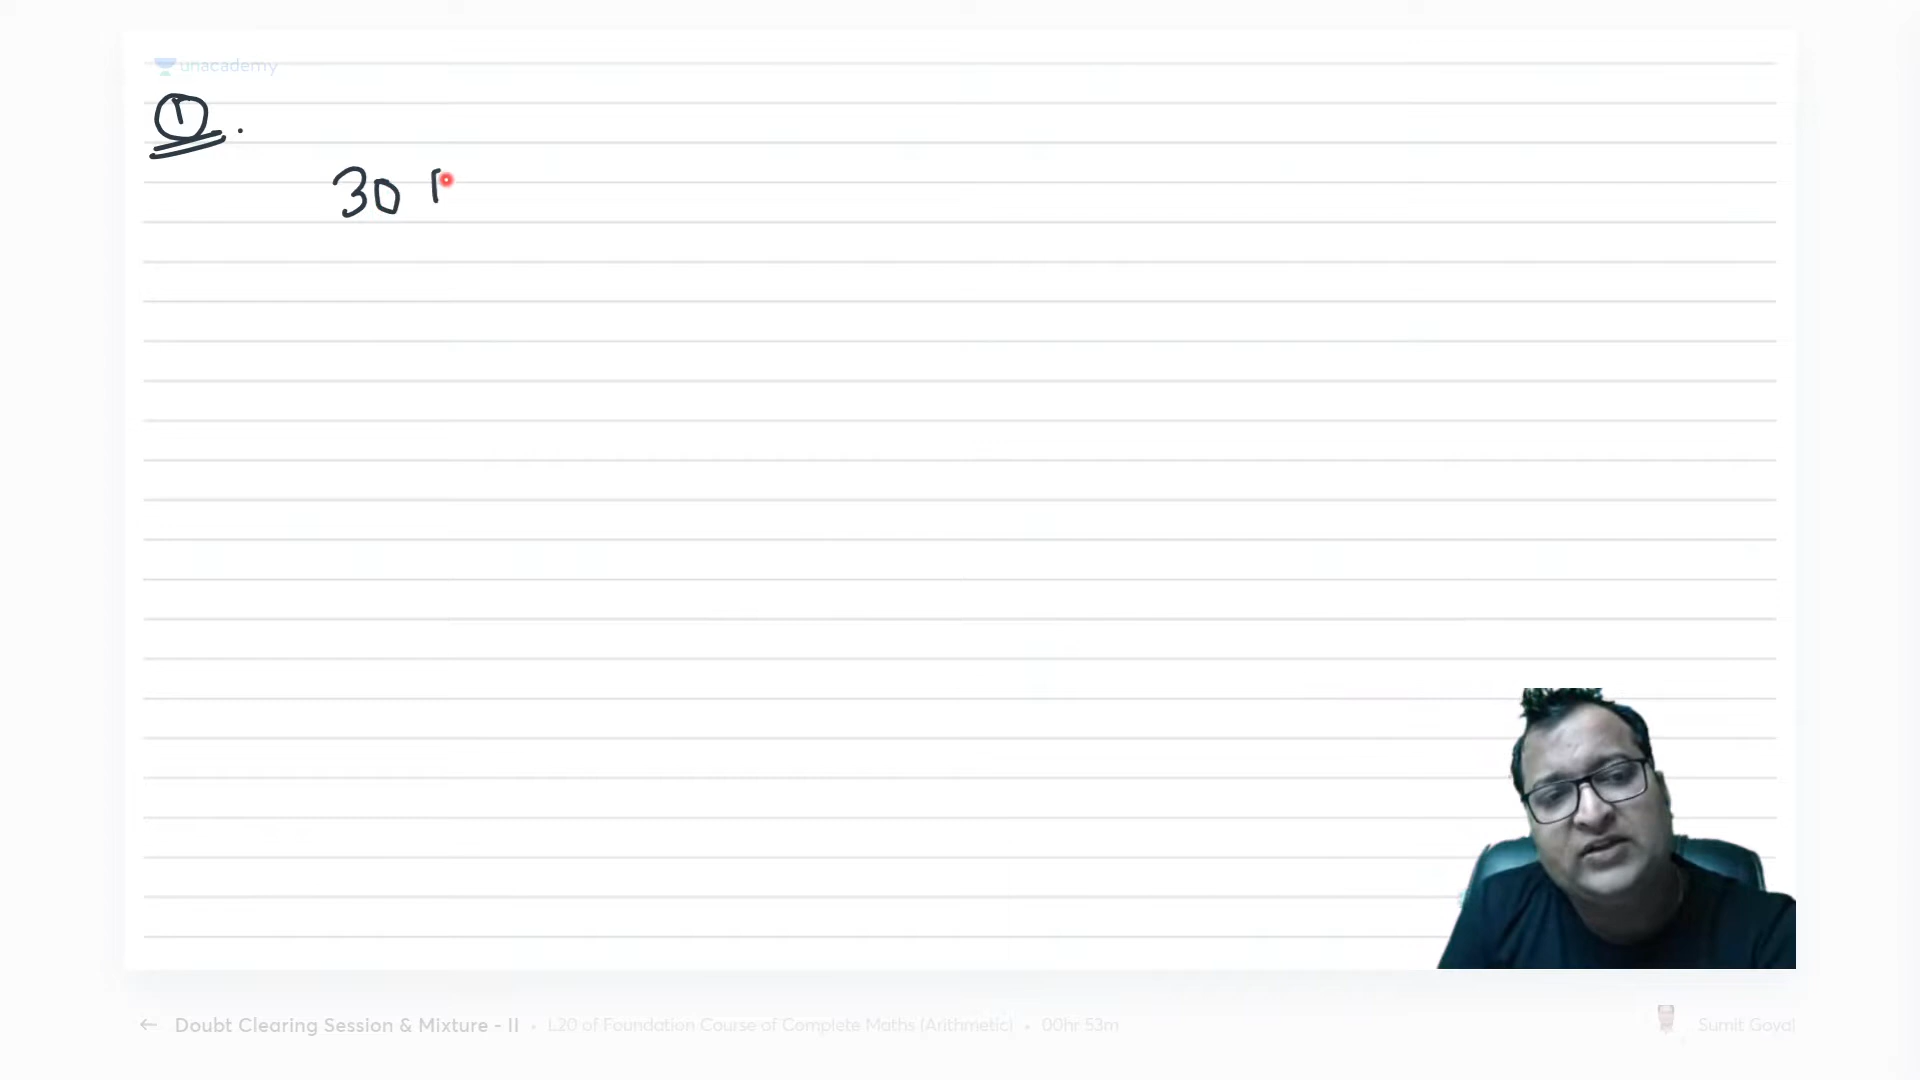 unacademy
①.
30
Doubt Clearing Session & Mixture - II • L20 of Foundation Course of Complete Maths (Arithmetic) • 00hr 53m
Sumit Goyal